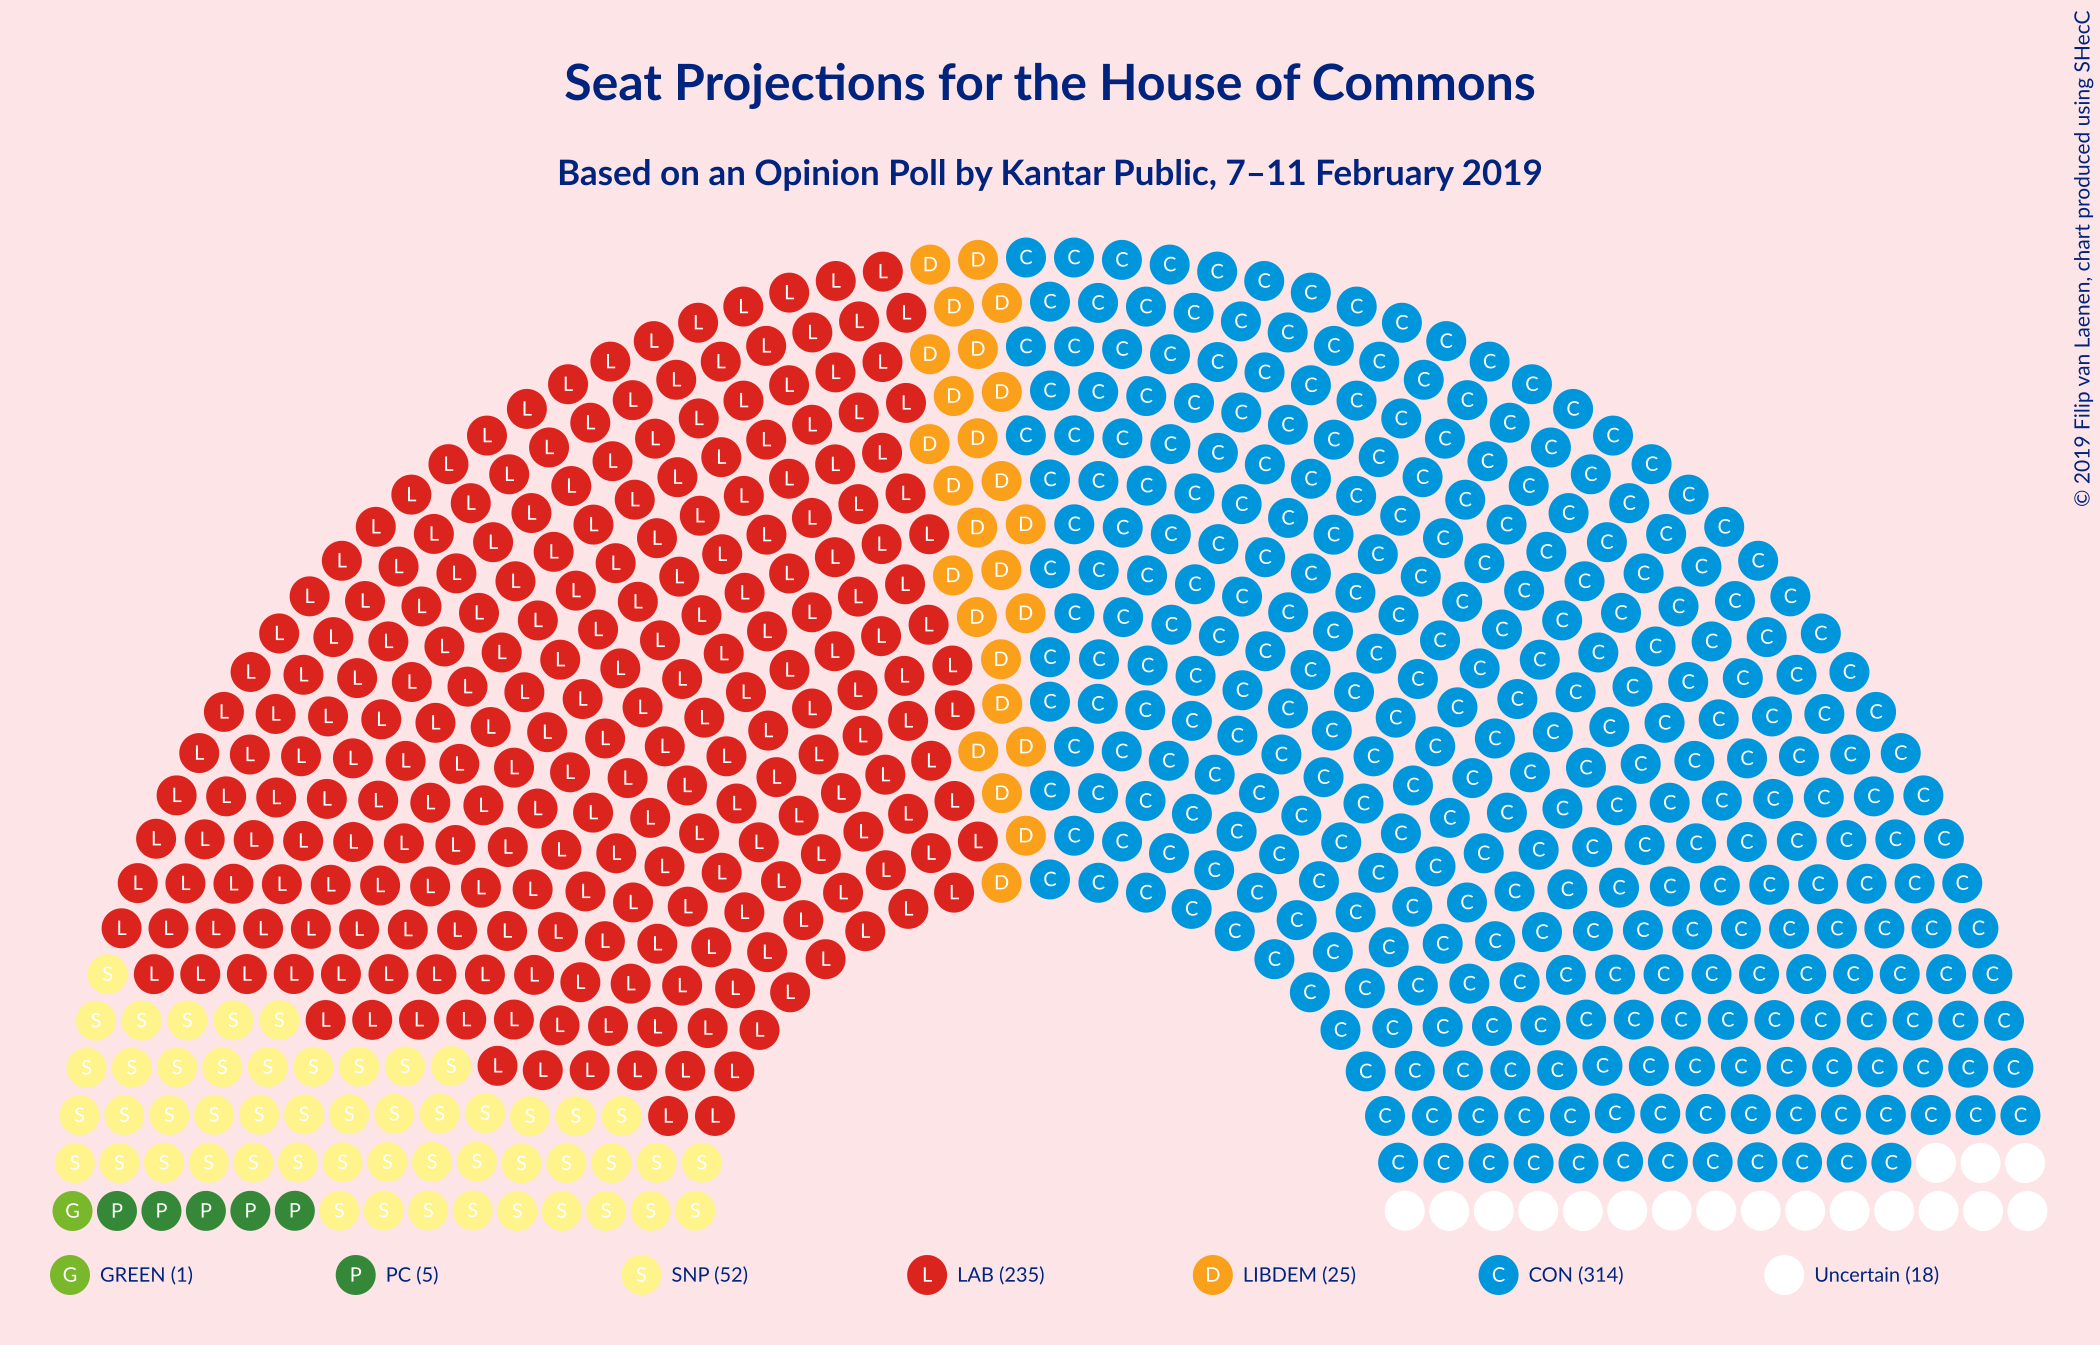 Seat Projections for the House of Commons
Based on an Opinion Poll by Kantar Public, 7–11 February 2019
© 2019 Filip van Laenen, chart produced using SHecC
G GREEN (1)
P PC (5)
S SNP (52)
L LAB (235)
D LIBDEM (25)
C CON (314)
Uncertain (18)